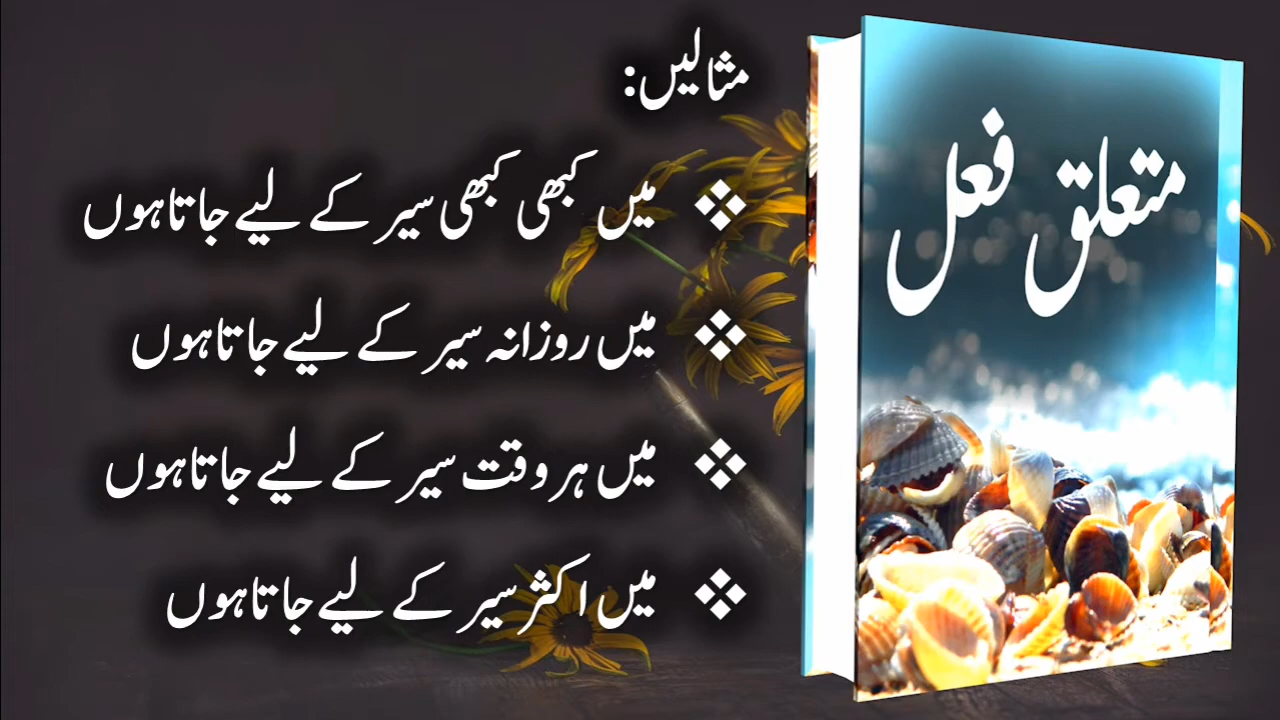 مثالیں:
میں کبھی کبھی سیر کے لیے جاتا ہوں
میں روزانہ سیر کے لیے جاتا ہوں
میں ہر وقت سیر کے لیے جاتا ہوں
میں اکثر سیر کے لیے جاتا ہوں
متعلق فعل